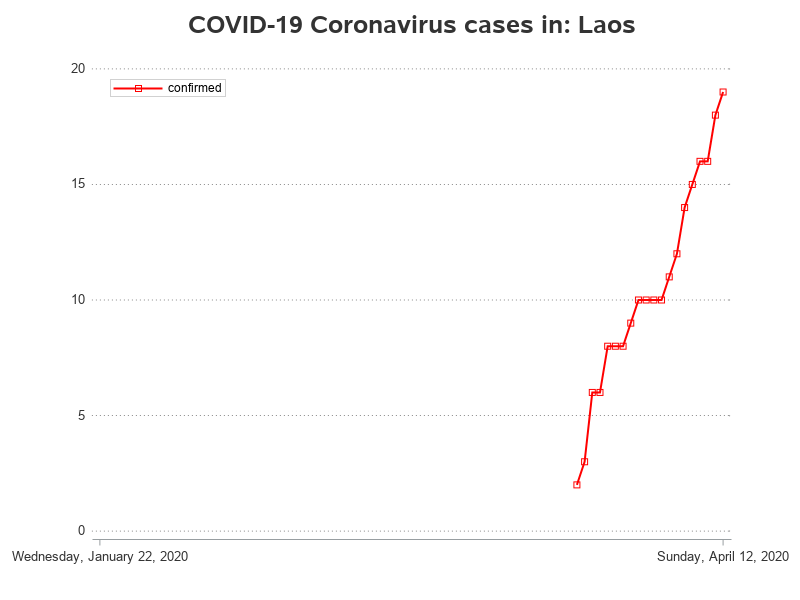 COVID-19 Coronavirus cases in: Laos
20
confirmed
15
10
5
0
Wednesday, January 22, 2020
Sunday, April 12, 2020